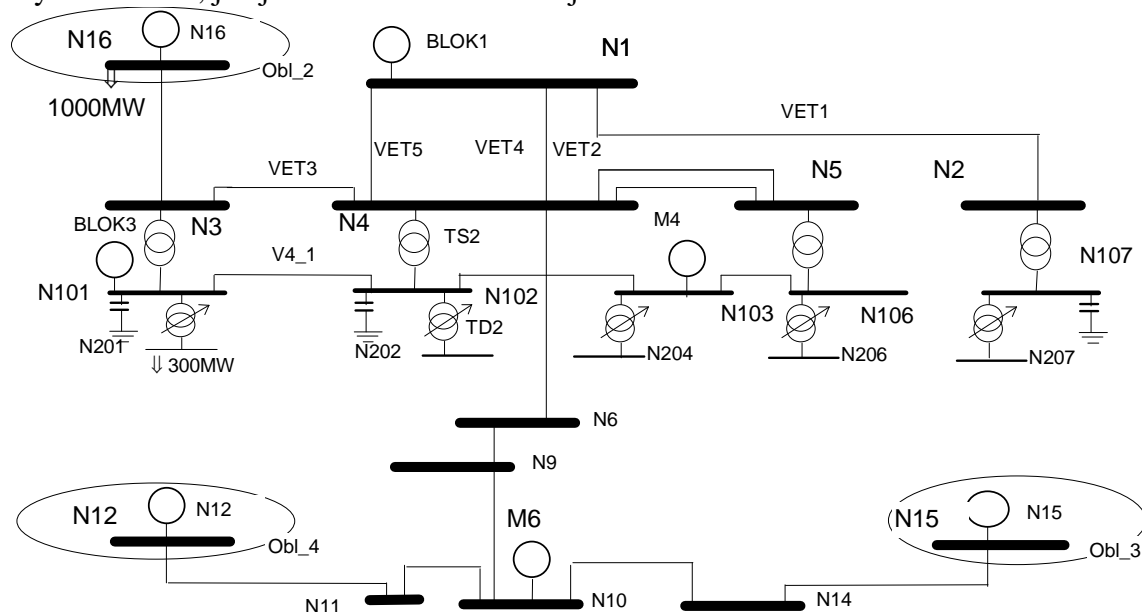 N16
N16
BLOK1
N1
Obl_2
1000MW
VET1
VET5
VET4
VET2
VET3
N5
N2
BLOK3
N3
N4
TS2
M4
N107
V4_1
N101
N102
N103
N106
TD2
N201
N202
N204
N206
N207
⇓ 300MW
N6
N9
N12
N12
M6
N15
N15
Obl_4
Obl_3
N11
N10
N14